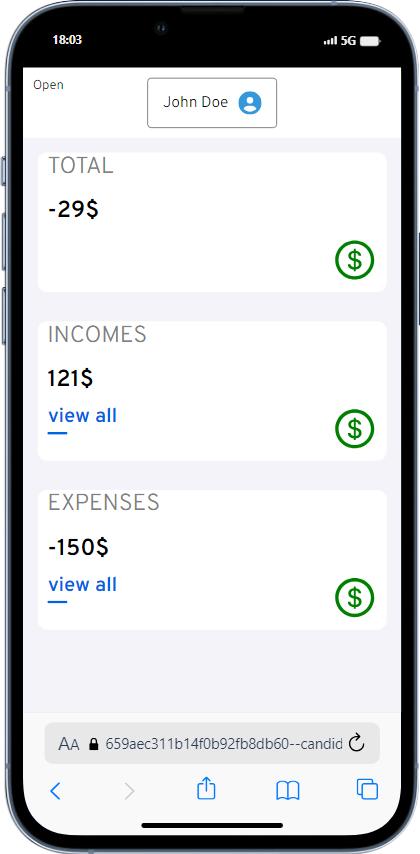 18:03
5G
Open
John Doe
TOTAL
-29$
$
INCOMES
121$
view all
$
EXPENSES
-150$
view all
$
AA 659aec311b14f0b92fb8db60--candid